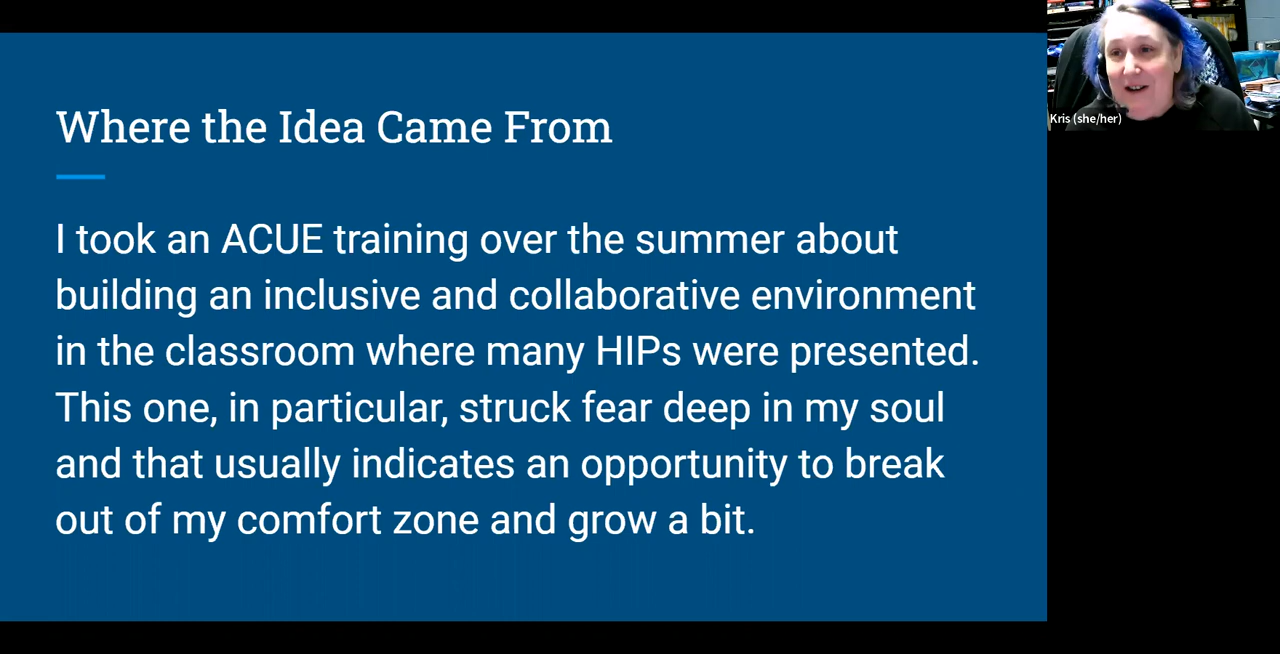 Where the Idea Came From
I took an ACUE training over the summer about
building an inclusive and collaborative environment
in the classroom where many HIPs were presented.
This one, in particular, struck fear deep in my soul
and that usually indicates an opportunity to break
out of my comfort zone and grow a bit.
Kris (she/her)